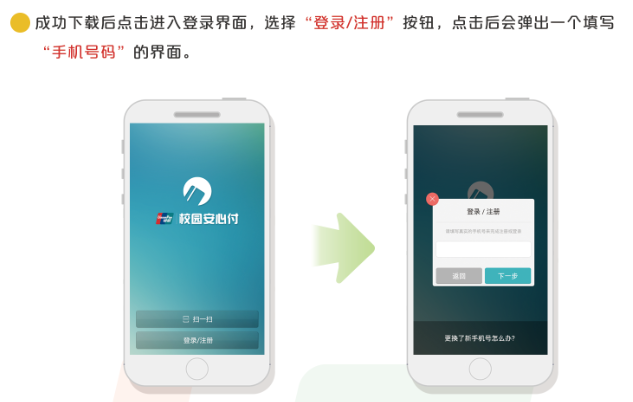 成功下载后点击进入登录界面，选择“登录/注册”按钮，点击后会弹出一个填写
“手机号码”的界面。
校园安心付
扫一扫
登录/注册
登录 / 注册
返回
下一步
更换了新手机号怎么办?